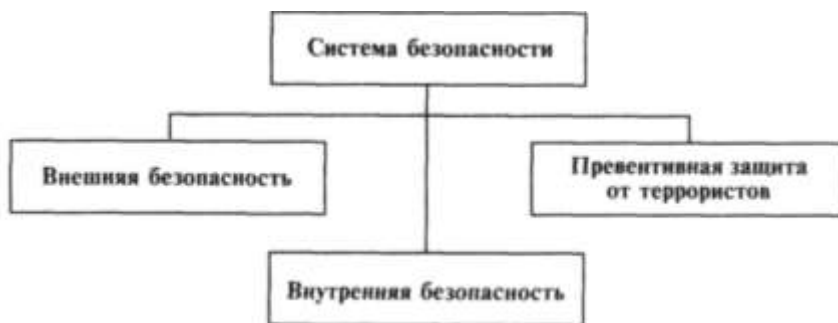 Система безопасности
Внешняя безопасность
Превентивная защита
от террористов
Внутренняя безопасность